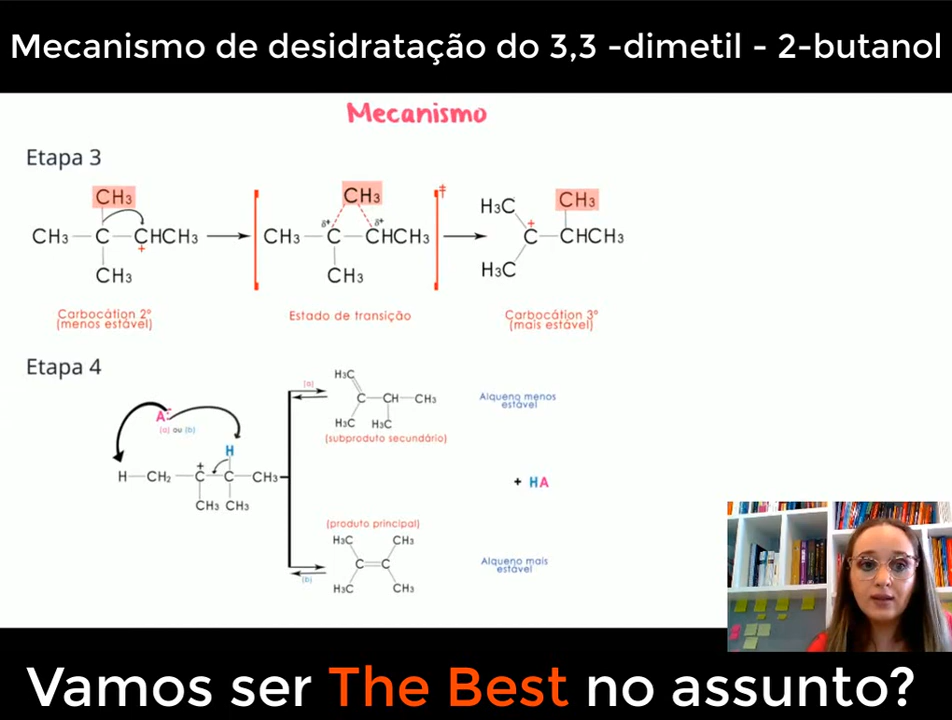 Mecanismo de desidratação do 3,3 -dimetil - 2-butanol
Mecanismo
Etapa 3
CH3
CH3 C CHCH3
+
CH3
Carbocátion 2º
(menos estável)
CH3
δ+ δ+
CH3 C CHCH3
CH3
‡
Estado de transição
H3C CH3
+
C CHCH3
H3C
Carbocátion 3º
(mais estável)
Etapa 4
A:
(a) ou (b)
H
+
H CH2 C C CH3
CH3 CH3
(a)
H3C
C CH CH3
H3C H3C
(subproduto secundário)
Alqueno menos
estável
+ HA
(produto principal)
H3C CH3
C C
H3C CH3
(b)
Alqueno mais
estável
Vamos ser The Best no assunto?